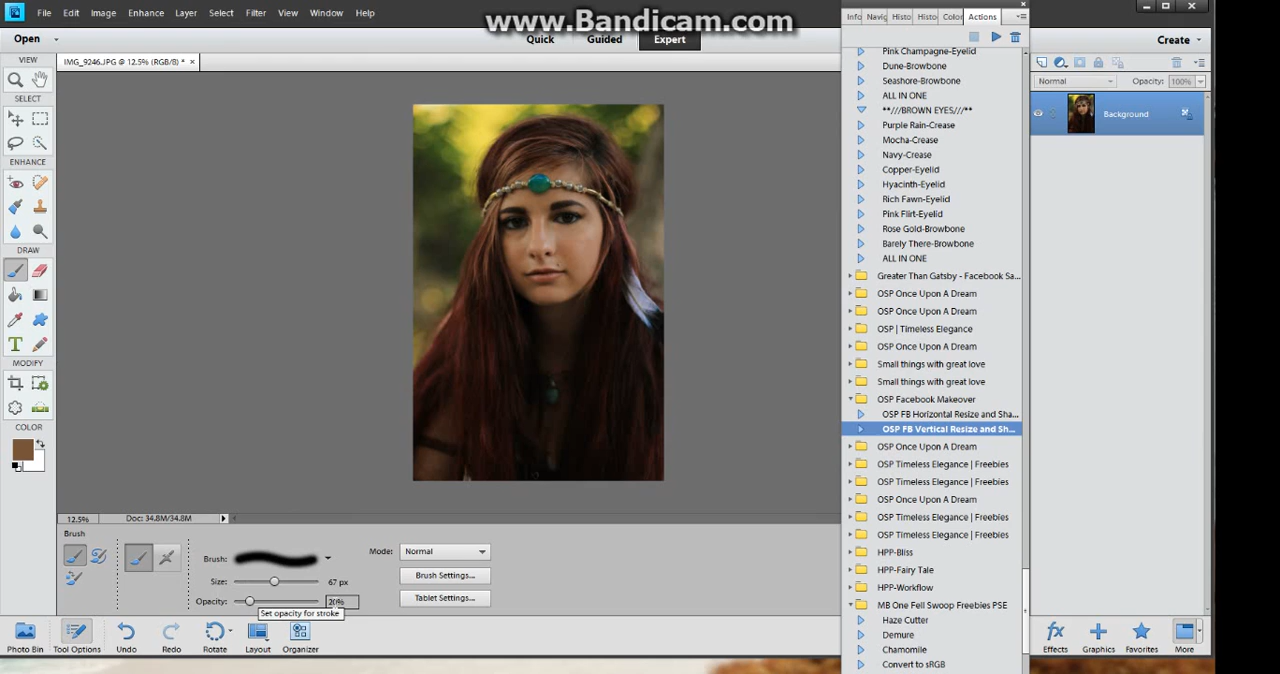 www.Bandicam.com
File Edit Image Enhance Layer Select Filter View Window Help
Open
Quick Guided Expert
Create
IMG_9246.JPG @ 12.5% (RGB/8) *
VIEW
SELECT
ENHANCE
DRAW
MODIFY
COLOR
Info Histo Histo Color Actions
Pink Champagne-Eyelid
Dune-Browbone
Seashore-Browbone
ALL IN ONE
**///BROWN EYES///**
Purple Rain-Crease
Mocha-Crease
Navy-Crease
Copper-Eyelid
Hyacinth-Eyelid
Rich Fawn-Eyelid
Pink Flirt-Eyelid
Rose Gold-Browbone
Barely There-Browbone
ALL IN ONE
Greater Than Gatsby - Facebook Sa...
OSP Once Upon A Dream
OSP Once Upon A Dream
OSP | Timeless Elegance
OSP Once Upon A Dream
Small things with great love
Small things with great love
OSP Facebook Makeover
OSP FB Horizontal Resize and Sha...
OSP FB Vertical Resize and Sh...
OSP Once Upon A Dream
OSP Timeless Elegance | Freebies
OSP Timeless Elegance | Freebies
OSP Once Upon A Dream
OSP Timeless Elegance | Freebies
OSP Timeless Elegance | Freebies
HPP-Bliss
HPP-Fairy Tale
HPP-Workflow
MB One Fell Swoop Freebies PSE
Haze Cutter
Demure
Chamomile
Convert to sRGB
Normal Opacity: 100%
Background
12.5% Doc: 34.8M/34.8M
Brush
Brush:
Size: 67 px
Opacity: 20%
Set opacity for stroke
Mode: Normal
Brush Settings...
Tablet Settings...
Photo Bin Tool Options Undo Redo Rotate Layout Organizer
Effects Graphics Favorites More